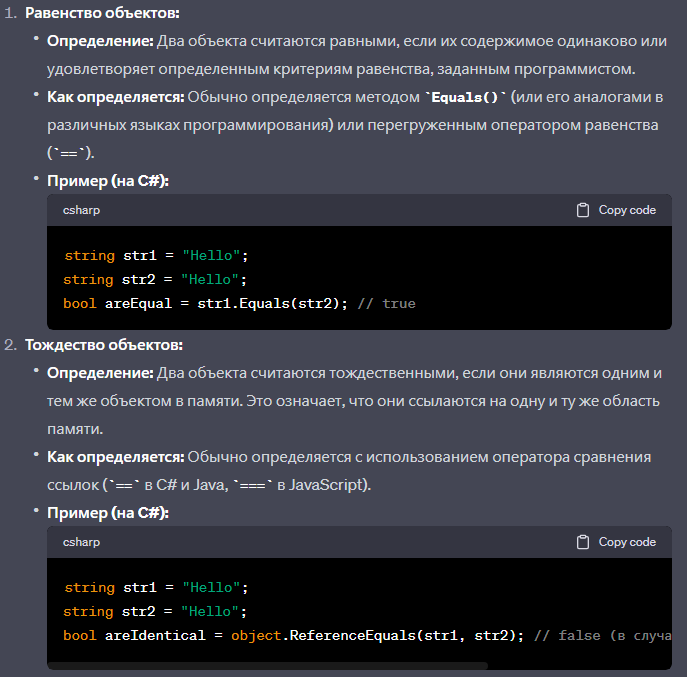 1. Равенство объектов:
• Определение: Два объекта считаются равными, если их содержимое одинаково или
удовлетворяет определенным критериям равенства, заданным программистом.
• Как определяется: Обычно определяется методом `Equals()` (или его аналогами в
различных языках программирования) или перегруженным оператором равенства
(`==`).
• Пример (на C#):
csharp Copy code
string str1 = "Hello";
string str2 = "Hello";
bool areEqual = str1.Equals(str2); // true
2. Тождество объектов:
• Определение: Два объекта считаются тождественными, если они являются одним и
тем же объектом в памяти. Это означает, что они ссылаются на одну и ту же область
памяти.
• Как определяется: Обычно определяется с использованием оператора сравнения
ссылок (`==` в C# и Java, `===` в JavaScript).
• Пример (на C#):
csharp Copy code
string str1 = "Hello";
string str2 = "Hello";
bool areIdentical = object.ReferenceEquals(str1, str2); // false (в случа